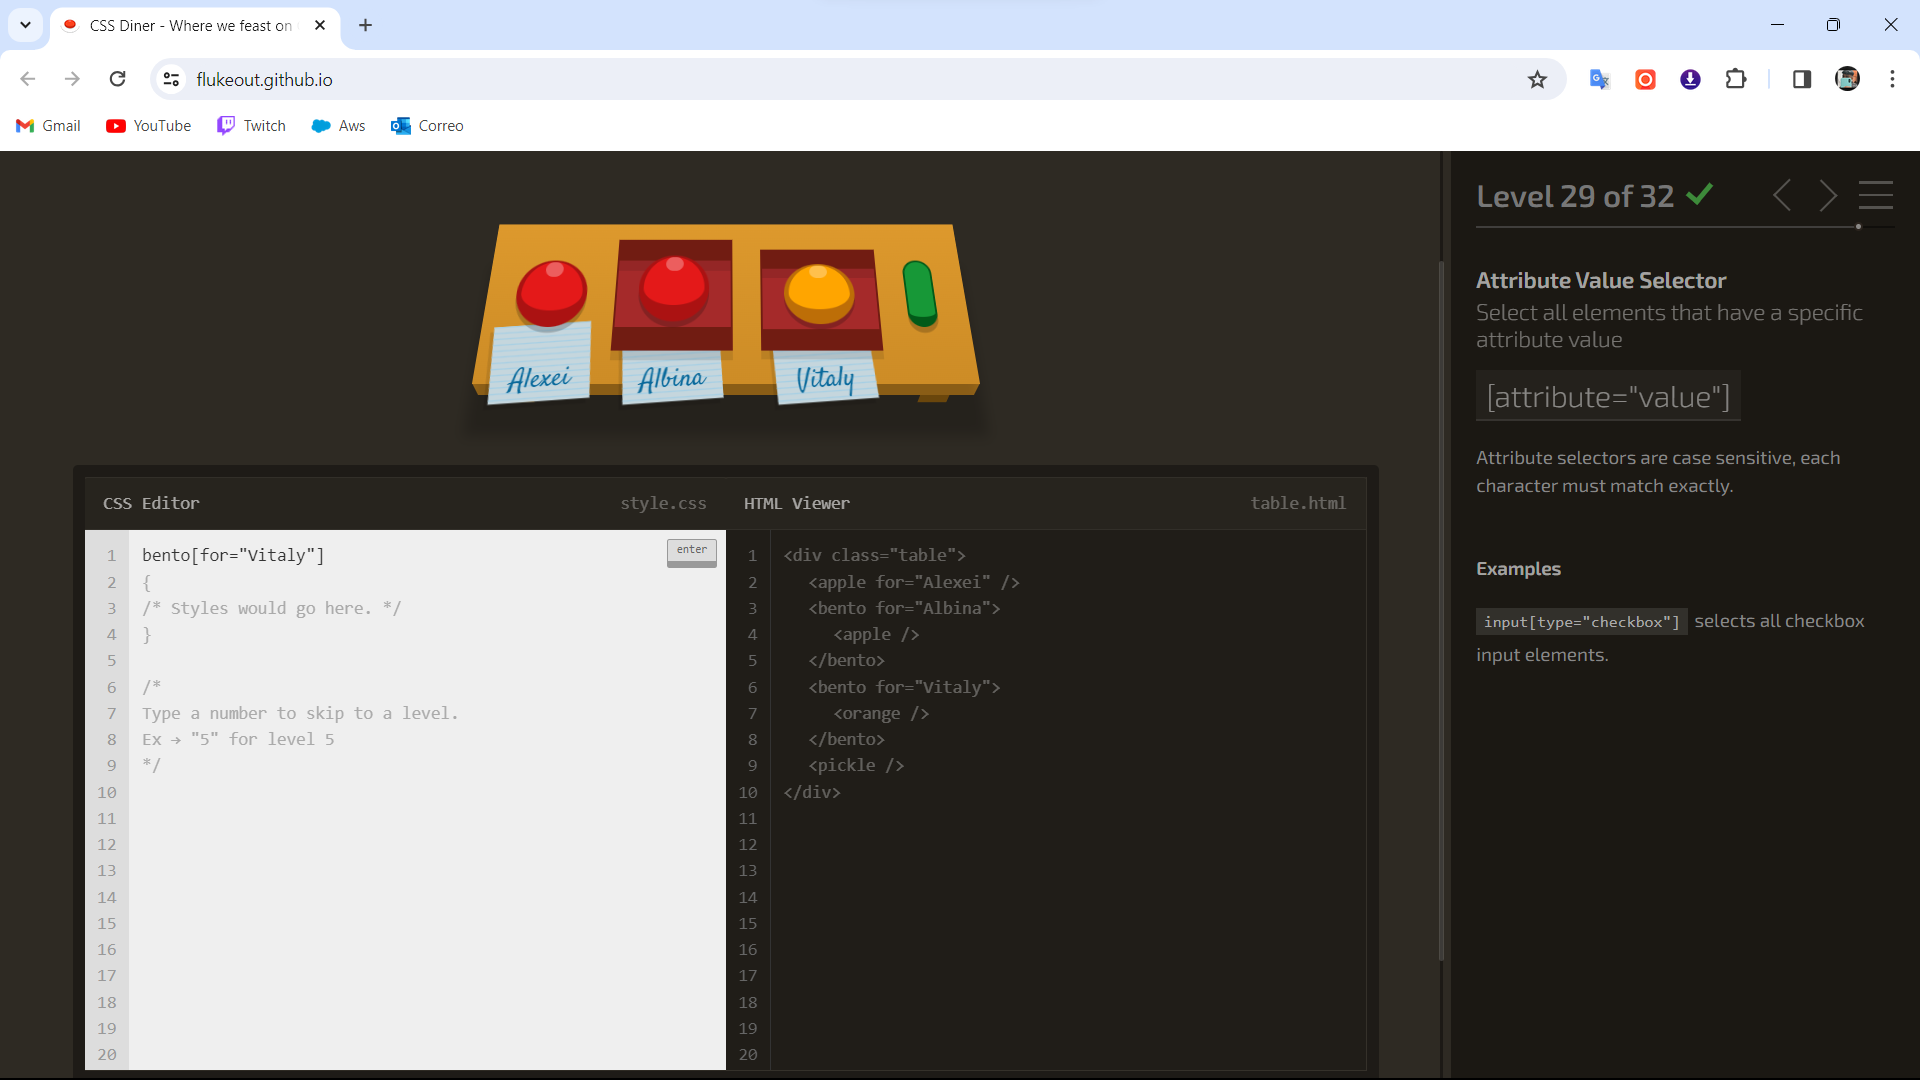 CSS Diner - Where we feast on
flukeout.github.io
Gmail YouTube Twitch Aws Correo
Alexei Albina Vitaly
Level 29 of 32
Attribute Value Selector
Select all elements that have a specific
attribute value
[attribute="value"]
Attribute selectors are case sensitive, each
character must match exactly.
Examples
input[type="checkbox"] selects all checkbox
input elements.
CSS Editor style.css
1 bento[for="Vitaly"] enter
2 {
3 /* Styles would go here. */
4 }
5
6 /*
7 Type a number to skip to a level.
8 Ex → "5" for level 5
9 */
10
11
12
13
14
15
16
17
18
19
20
HTML Viewer table.html
1 <div class="table">
2 <apple for="Alexei" />
3 <bento for="Albina">
4 <apple />
5 </bento>
6 <bento for="Vitaly">
7 <orange />
8 </bento>
9 <pickle />
10 </div>
11
12
13
14
15
16
17
18
19
20